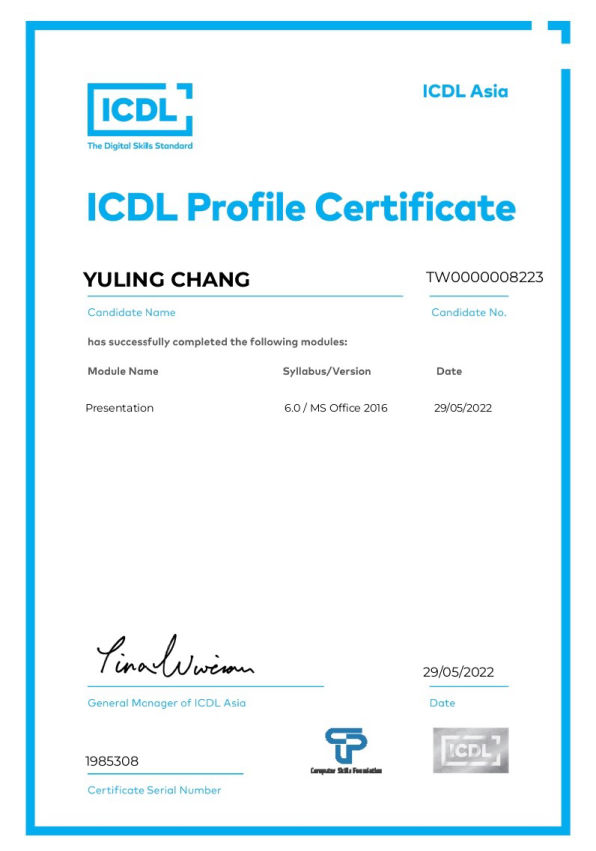 ICDL
The Digital Skills Standard
ICDL Asia
ICDL Profile Certificate
YULING CHANG
TW0000008223
Candidate Name
Candidate No.
has successfully completed the following modules:
Module Name Syllabus/Version Date
Presentation 6.0 / MS Office 2016 29/05/2022
29/05/2022
General Manager of ICDL Asia
Date
1985308
Certificate Serial Number
Computer Skills Foundation
ICDL